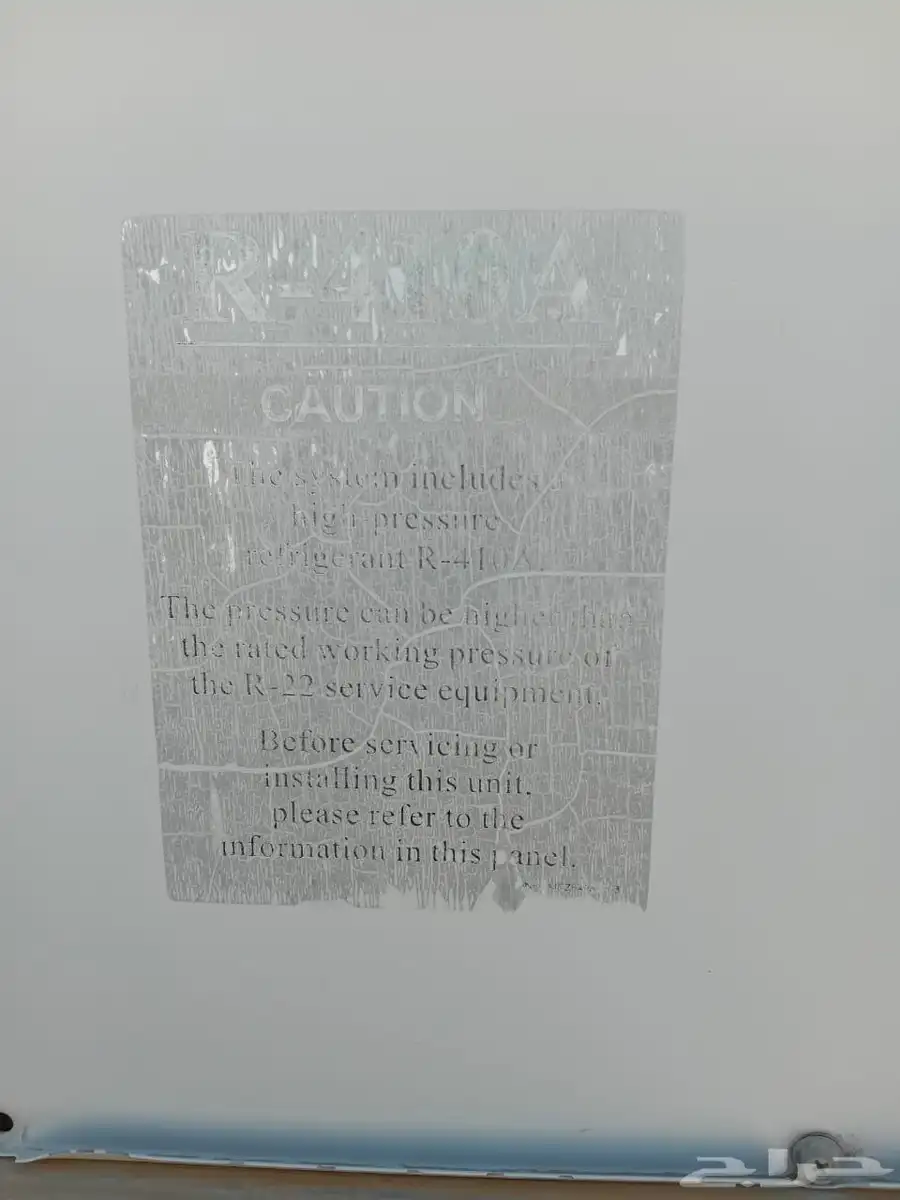 R-410A
CAUTION
The system includes a
high-pressure
refrigerant R-410A.
The pressure can be higher than
the rated working pressure of
the R-22 service equipment.
Before servicing or
installing this unit,
please refer to the
information in this panel.
حراج